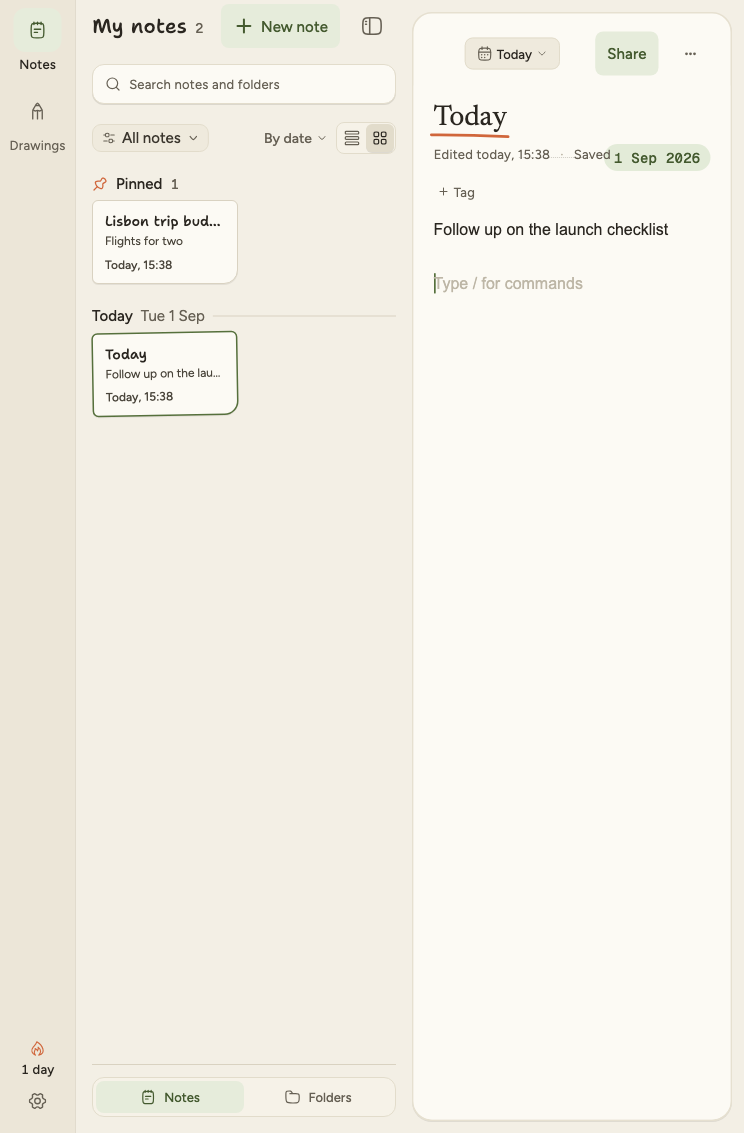 Notes
Drawings
1 day
My notes 2
New note
Search notes and folders
All notes
By date
Pinned 1
Lisbon trip bud...
Flights for two
Today, 15:38
Today Tue 1 Sep
Today
Follow up on the lau...
Today, 15:38
Notes
Folders
Today
Share
Today
Edited today, 15:38 · Saved
1 Sep 2026
+ Tag
Follow up on the launch checklist
Type / for commands